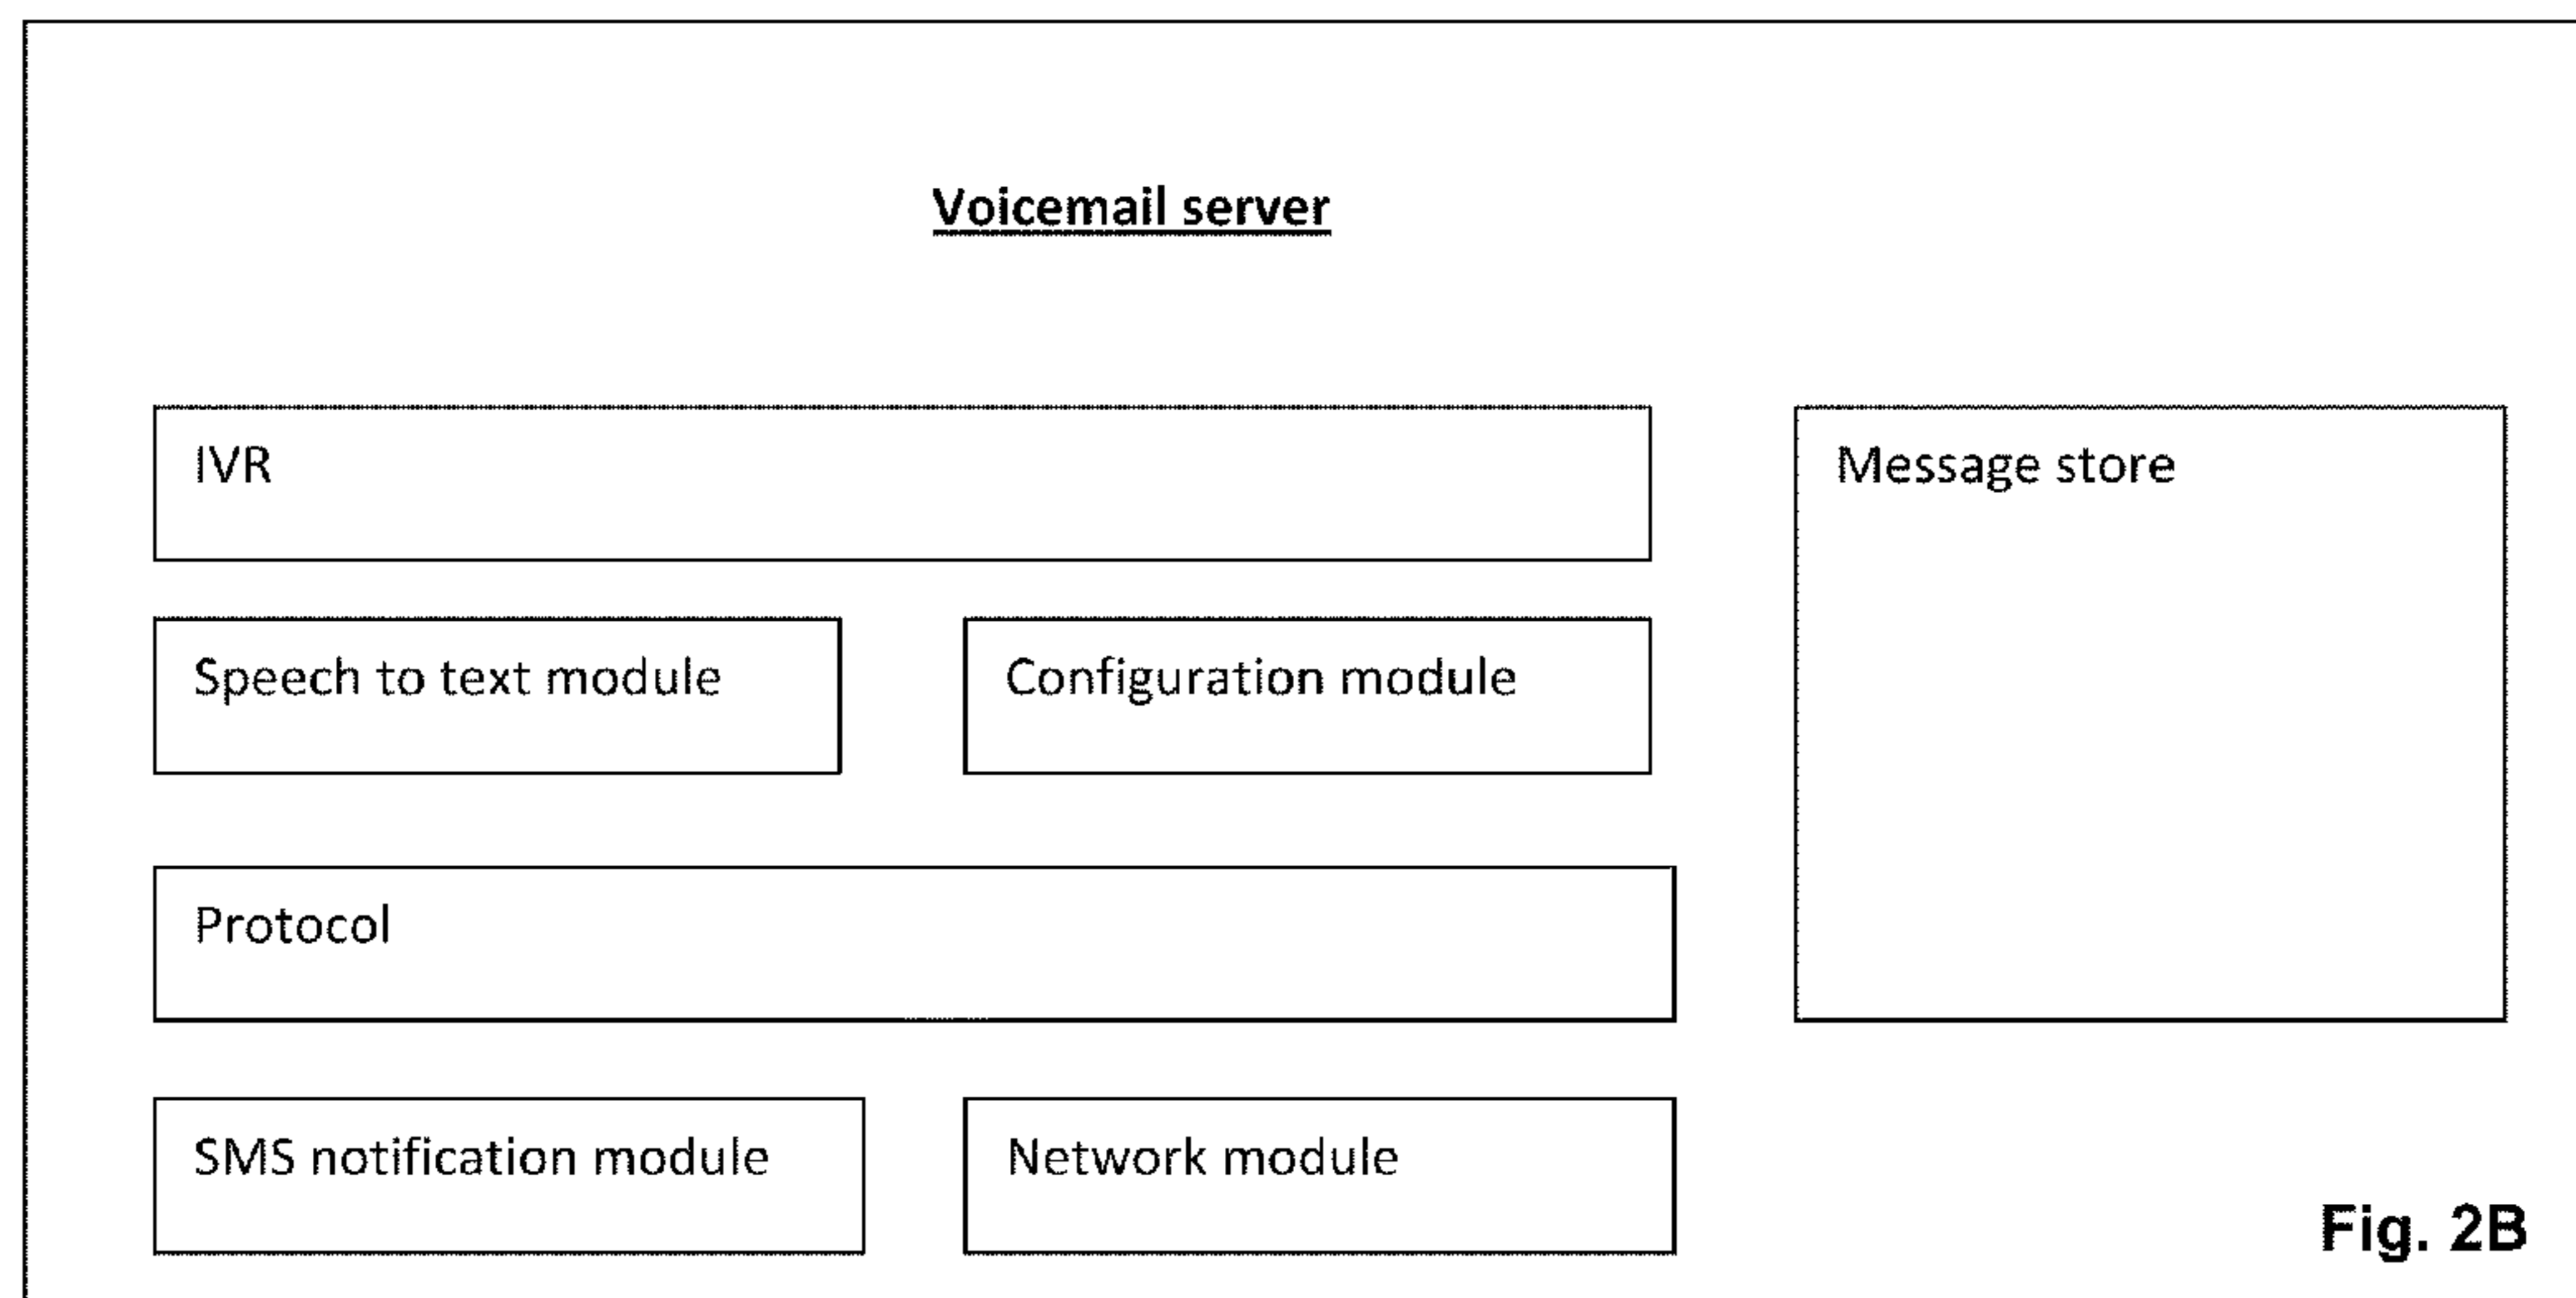 Voicemail server
IVR
Message store
Speech to text module
Configuration module
Protocol
SMS notification module
Network module
Fig. 2B